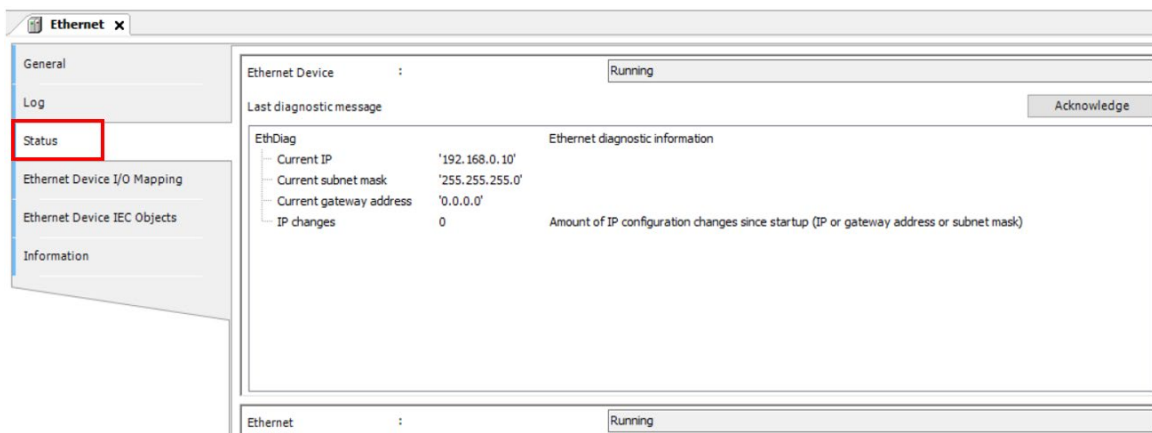 Ethernet X
General
Log
Status
Ethernet Device I/O Mapping
Ethernet Device IEC Objects
Information
Ethernet Device : Running
Last diagnostic message Acknowledge
EthDiag Ethernet diagnostic information
Current IP '192.168.0.10'
Current subnet mask '255.255.255.0'
Current gateway address '0.0.0.0'
IP changes 0 Amount of IP configuration changes since startup (IP or gateway address or subnet mask)
Ethernet : Running